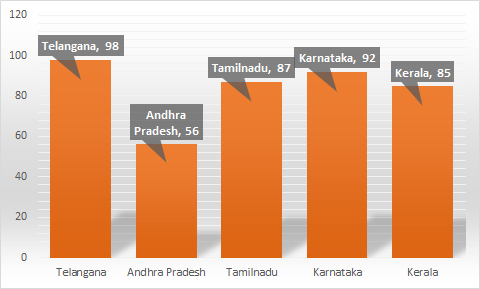 120
100
80
60
40
20
0
Telangana, 98
Andhra
Pradesh, 56
Tamilnadu, 87
Karnataka, 92
Kerala, 85
Telangana
Andhra Pradesh
Tamilnadu
Karnataka
Kerala